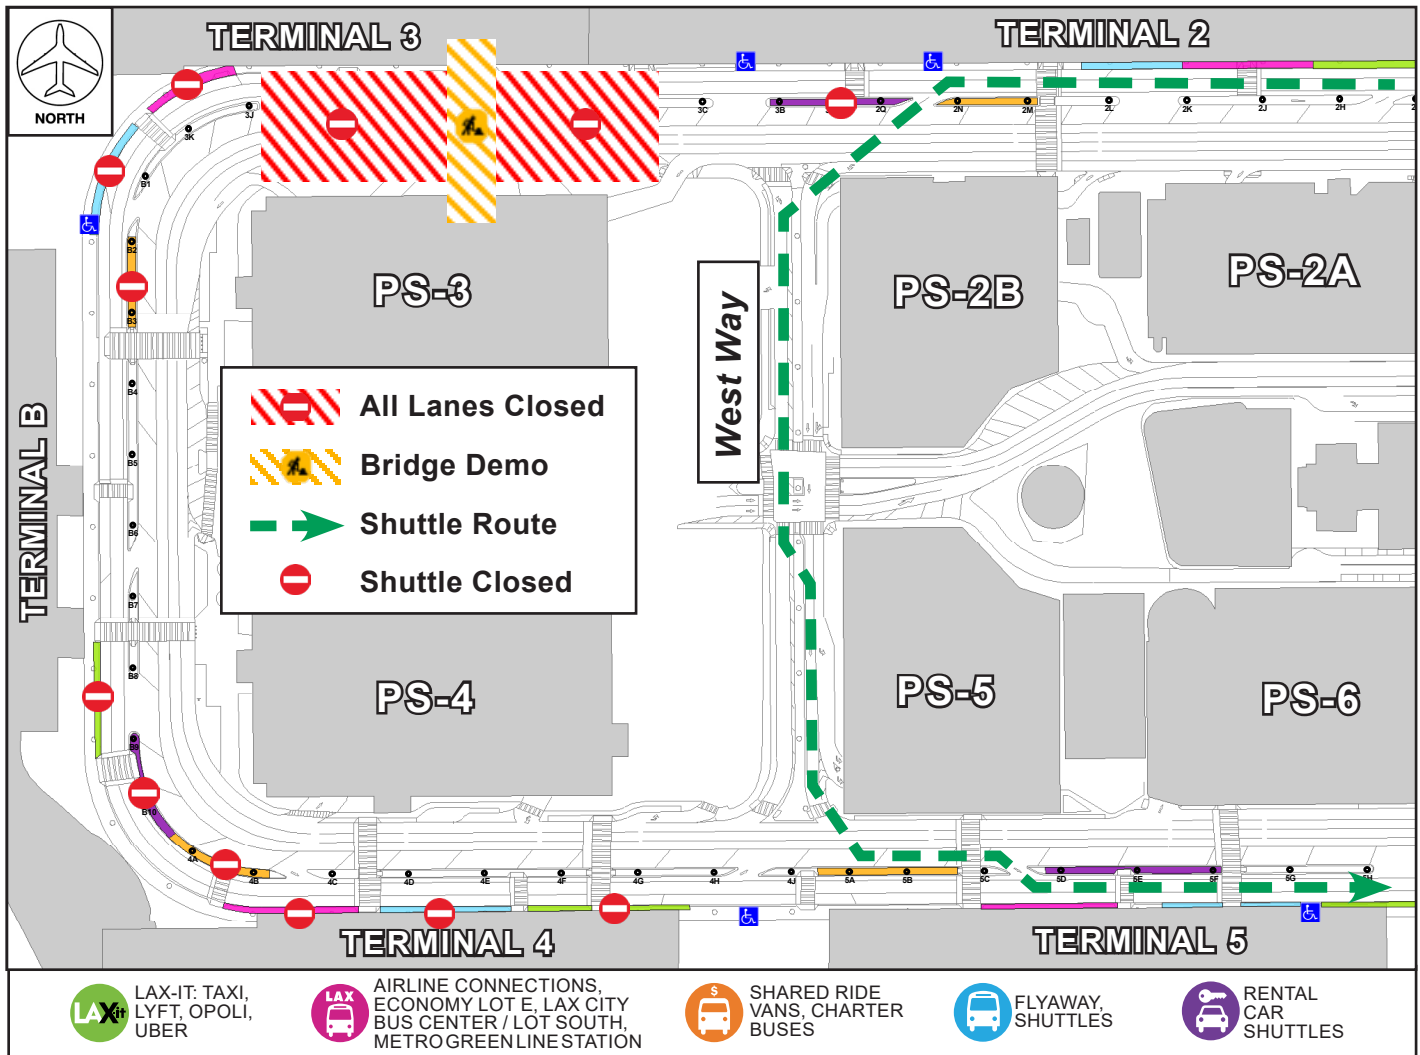 NORTH
TERMINAL 3
TERMINAL 2
3J
3K
3C
3B
2Q
2N
2M
2L
2K
2J
2H
B1
B2
B3
B4
B5
B6
B7
B8
B9
B10
TERMINAL B
PS-3
PS-2B
PS-2A
West Way
All Lanes Closed
Bridge Demo
Shuttle Route
Shuttle Closed
PS-4
PS-5
PS-6
4A
4B
4C
4D
4E
4F
4G
4H
4J
5A
5B
5C
5D
5E
5F
5G
5H
TERMINAL 4
TERMINAL 5
LAXit
LAX-IT: TAXI,
LYFT, OPOLI,
UBER
LAX
AIRLINE CONNECTIONS,
ECONOMY LOT E, LAX CITY
BUS CENTER / LOT SOUTH,
METRO GREEN LINE STATION
$
SHARED RIDE
VANS, CHARTER
BUSES
FLYAWAY,
SHUTTLES
RENTAL
CAR
SHUTTLES